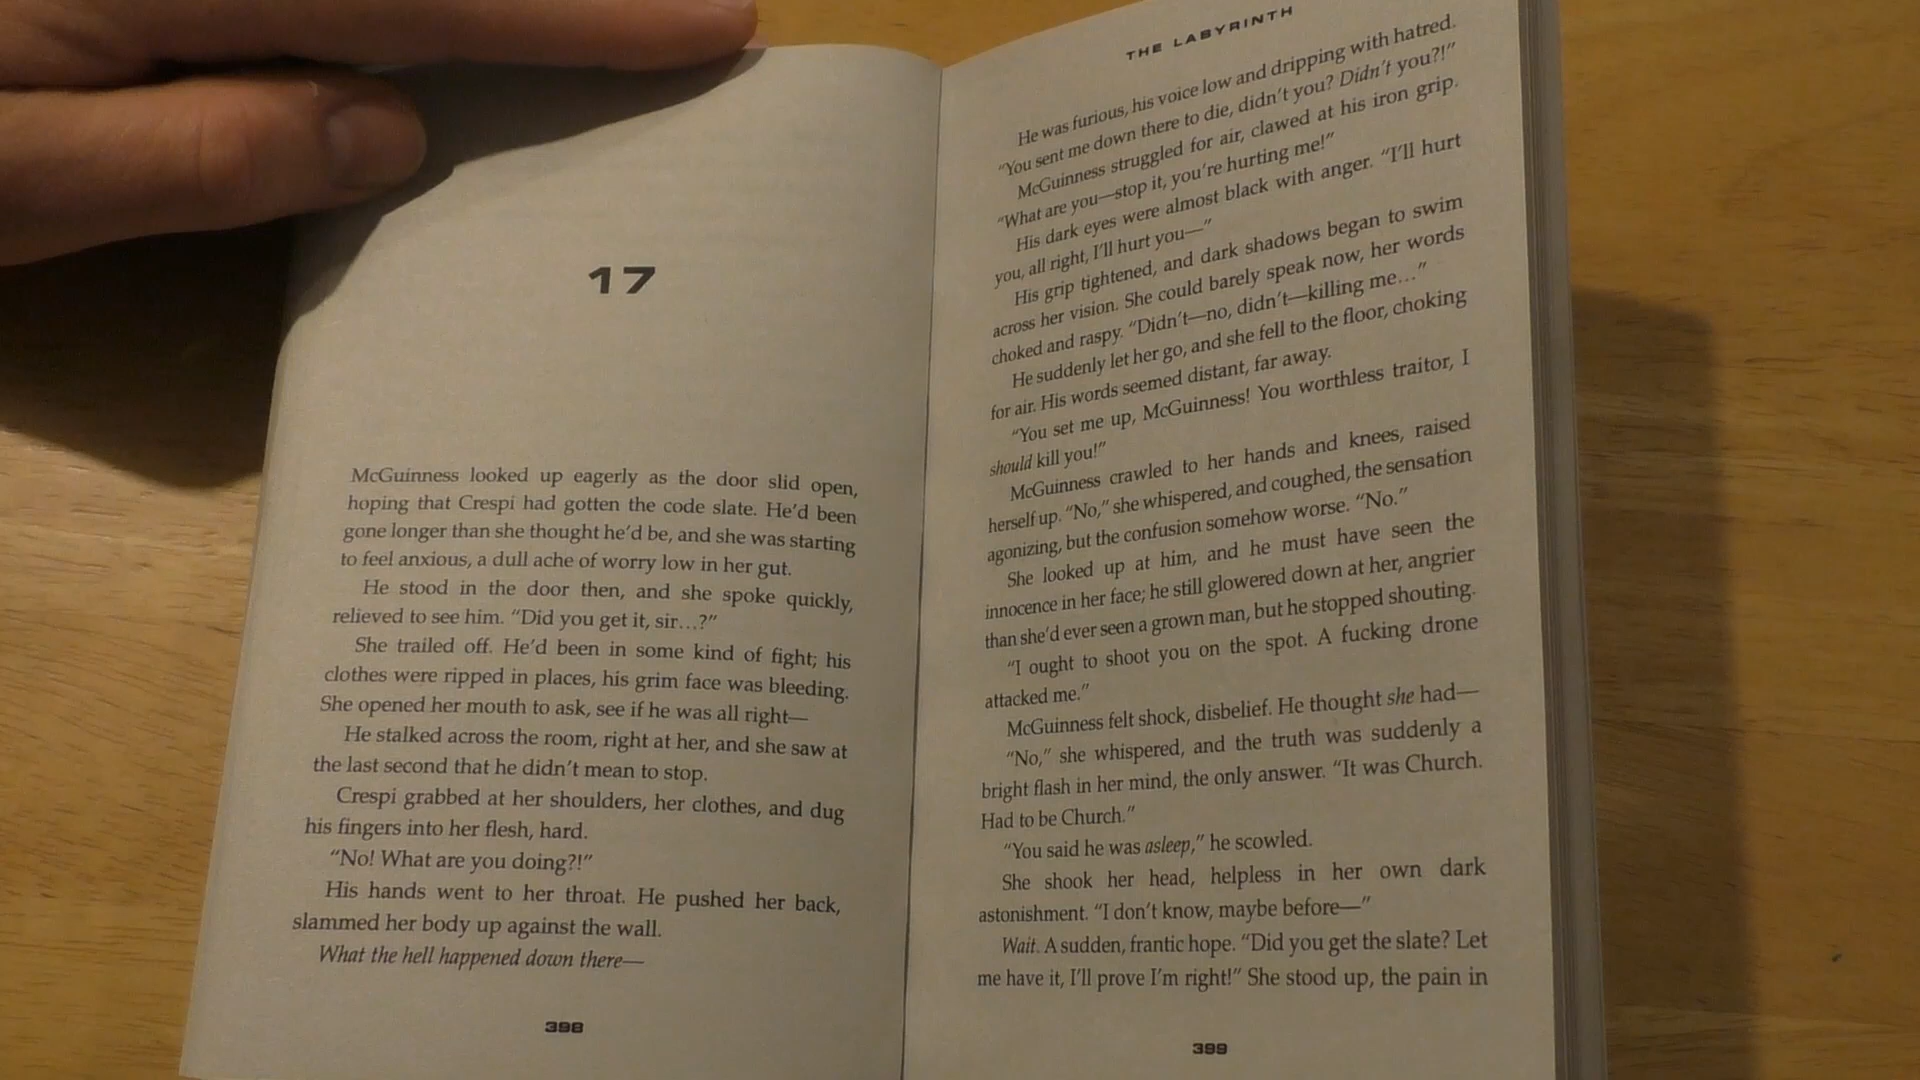 17
McGuinness looked up eagerly as the door slid open,
hoping that Crespi had gotten the code slate. He'd been
gone longer than she thought he'd be, and she was starting
to feel anxious, a dull ache of worry low in her gut.
He stood in the door then, and she spoke quickly,
relieved to see him. “Did you get it, sir…?”
She trailed off. He'd been in some kind of fight; his
clothes were ripped in places, his grim face was bleeding.
She opened her mouth to ask, see if he was all right—
He stalked across the room, right at her, and she saw at
the last second that he didn't mean to stop.
Crespi grabbed at her shoulders, her clothes, and dug
his fingers into her flesh, hard.
“No! What are you doing?!”
His hands went to her throat. He pushed her back,
slammed her body up against the wall.
What the hell happened down there—
398
THE LABYRINTH
He was furious, his voice low and dripping with hatred.
“You sent me down there to die, didn't you? Didn't you?!”
McGuinness struggled for air, clawed at his iron grip.
“What are you—stop it, you're hurting me!”
His dark eyes were almost black with anger. “I'll hurt
you, all right, I'll hurt you—”
His grip tightened, and dark shadows began to swim
across her vision. She could barely speak now, her words
choked and raspy. “Didn't—no, didn't—killing me…”
He suddenly let her go, and she fell to the floor, choking
for air. His words seemed distant, far away.
“You set me up, McGuinness! You worthless traitor, I
should kill you!”
McGuinness crawled to her hands and knees, raised
herself up. “No,” she whispered, and coughed, the sensation
agonizing, but the confusion somehow worse. “No.”
She looked up at him, and he must have seen the
innocence in her face; he still glowered down at her, angrier
than she'd ever seen a grown man, but he stopped shouting.
“I ought to shoot you on the spot. A fucking drone
attacked me.”
McGuinness felt shock, disbelief. He thought she had—
“No,” she whispered, and the truth was suddenly a
bright flash in her mind, the only answer. “It was Church.
Had to be Church.”
“You said he was asleep,” he scowled.
She shook her head, helpless in her own dark
astonishment. “I don't know, maybe before—”
Wait. A sudden, frantic hope. “Did you get the slate? Let
me have it, I'll prove I'm right!” She stood up, the pain in
399